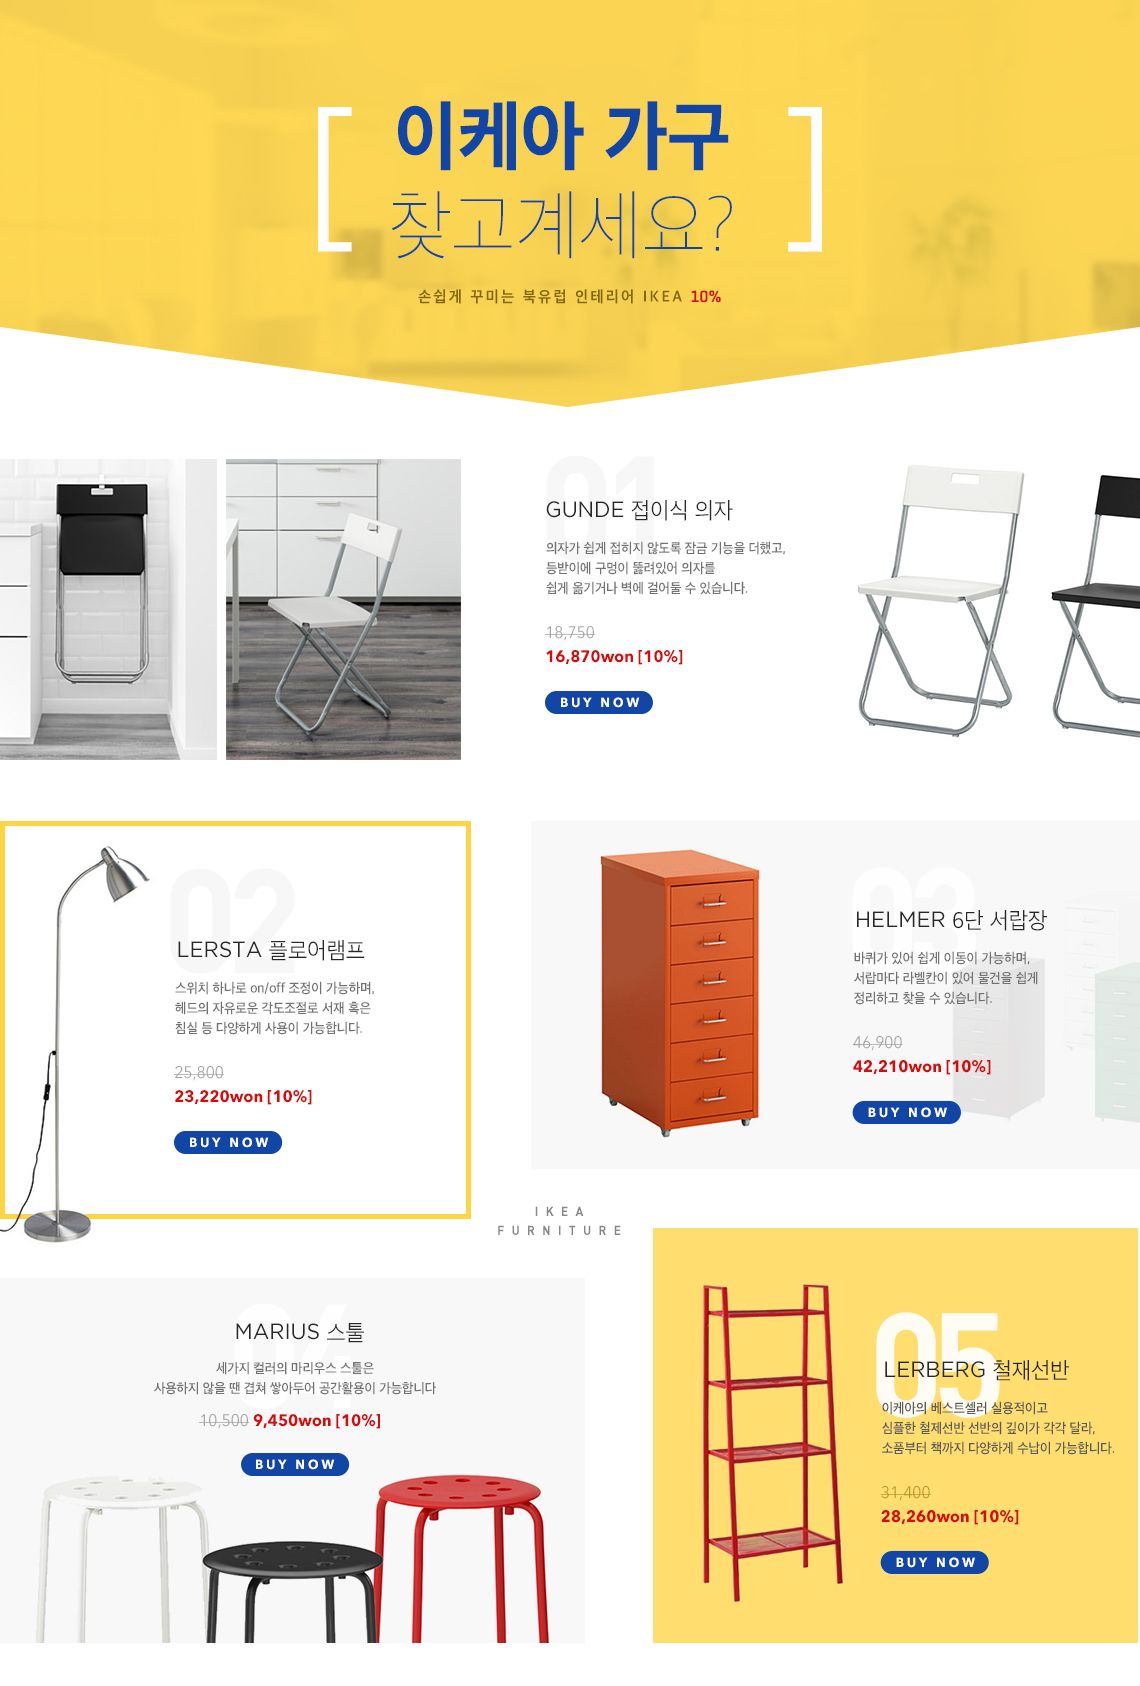 이케아 가구
찾고계세요?
손쉽게 꾸미는 북유럽 인테리어 IKEA 10%
01
GUNDE 접이식 의자
의자가 쉽게 접히지 않도록 잠금 기능을 더했고,
등받이에 구멍이 뚫려있어 의자를
쉽게 옮기거나 벽에 걸어둘 수 있습니다.
18,750
16,870won [10%]
BUY NOW
02
LERSTA 플로어램프
스위치 하나로 on/off 조정이 가능하며,
헤드의 자유로운 각도조절로 서재 혹은
침실 등 다양하게 사용이 가능합니다.
25,800
23,220won [10%]
BUY NOW
03
HELMER 6단 서랍장
바퀴가 있어 쉽게 이동이 가능하며,
서랍마다 라벨칸이 있어 물건을 쉽게
정리하고 찾을 수 있습니다.
46,900
42,210won [10%]
BUY NOW
IKEA
FURNITURE
04
MARIUS 스툴
세가지 컬러의 마리우스 스툴은
사용하지 않을 땐 겹쳐 쌓아두어 공간활용이 가능합니다
10,500 9,450won [10%]
BUY NOW
05
LERBERG 철재선반
이케아의 베스트셀러 실용적이고
심플한 철제선반 선반의 깊이가 각각 달라,
소품부터 책까지 다양하게 수납이 가능합니다.
31,400
28,260won [10%]
BUY NOW